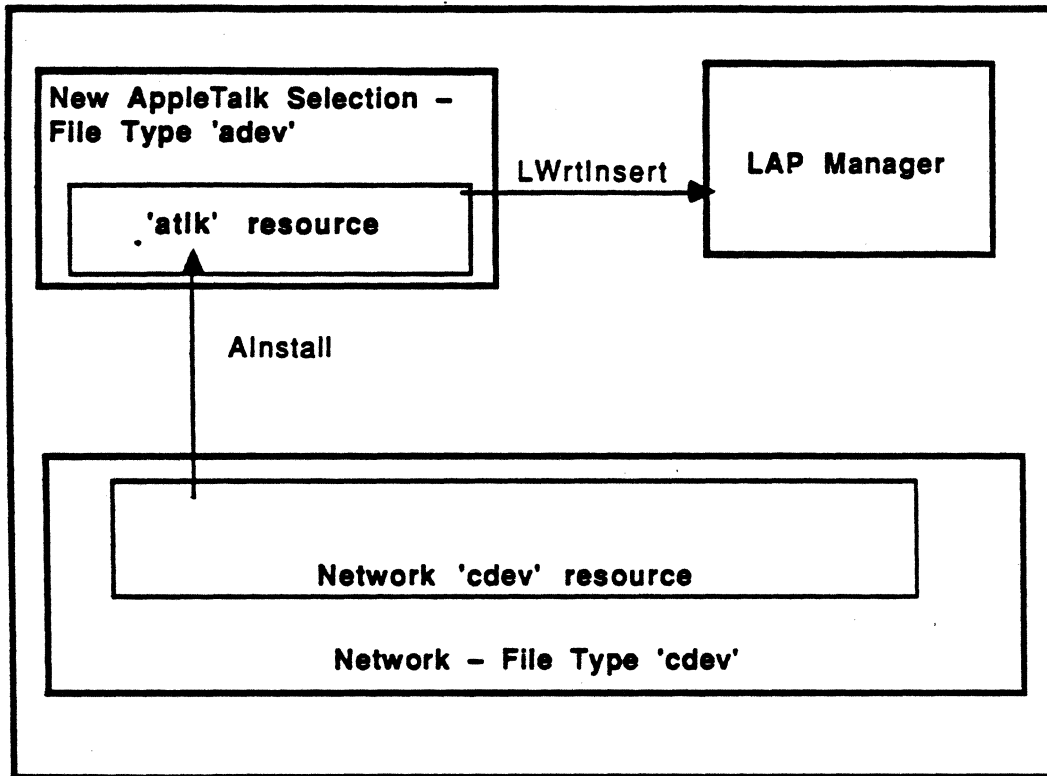 New AppleTalk Selection –
File Type 'adev'
'atlk' resource
LWrtInsert
LAP Manager
AInstall
Network 'cdev' resource
Network – File Type 'cdev'